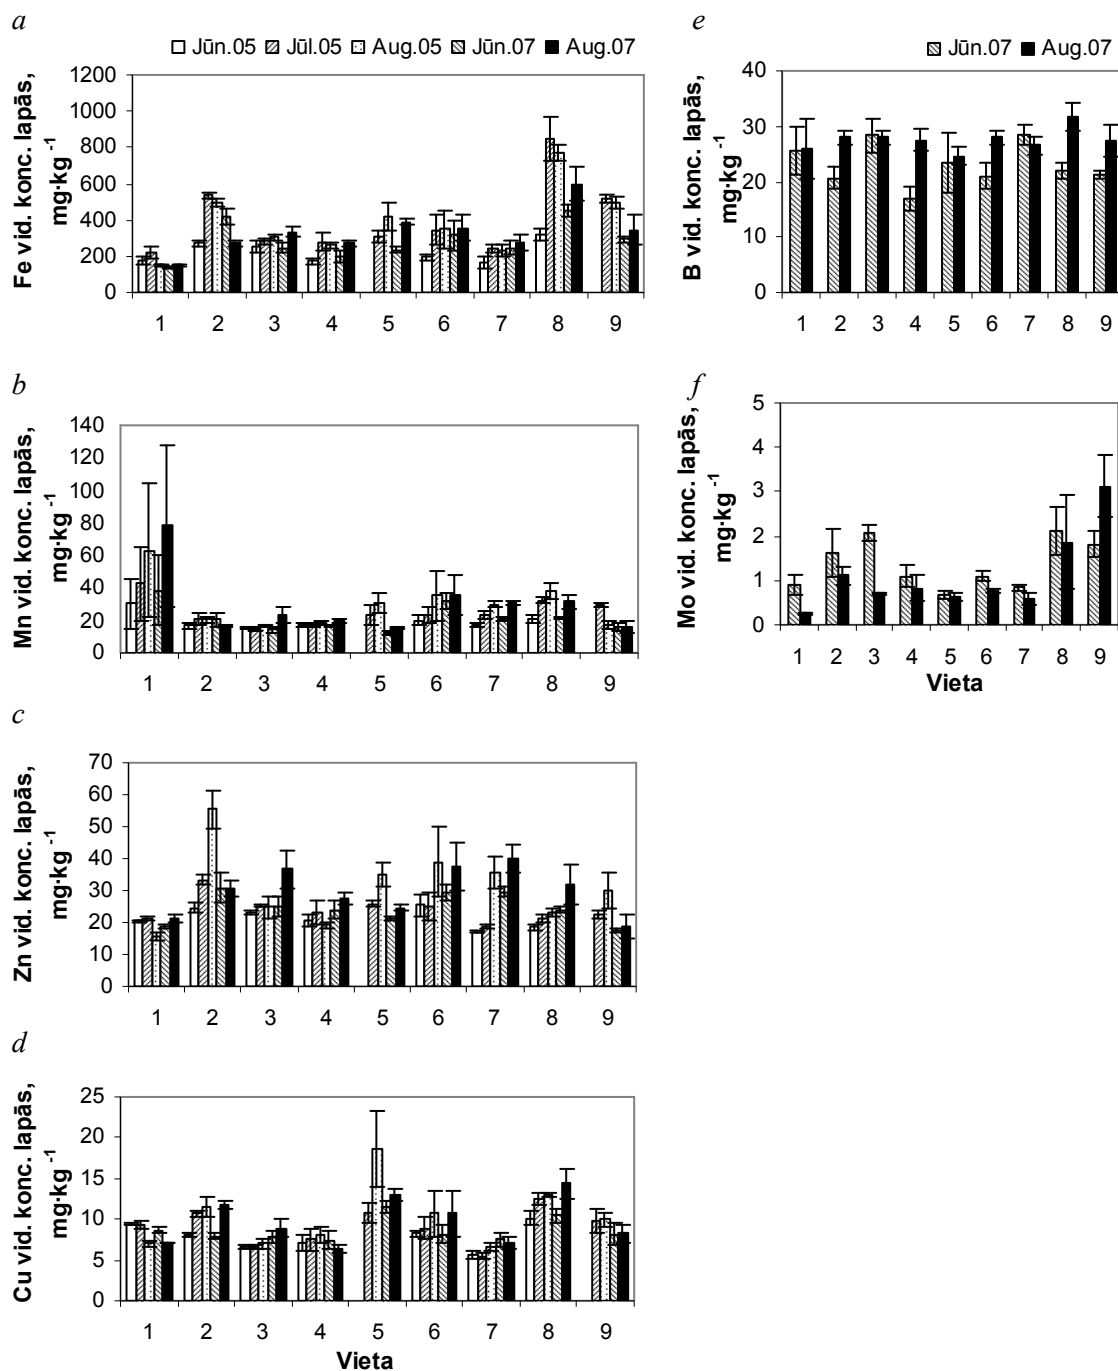 a
Jūn.05 Jūl.05 Aug.05 Jūn.07 Aug.07
Fe vid. konc. lapās,
mg·kg⁻¹
1200
1000
800
600
400
200
0
1 2 3 4 5 6 7 8 9
b
Mn vid. konc. lapās,
mg·kg⁻¹
140
120
100
80
60
40
20
0
1 2 3 4 5 6 7 8 9
c
Zn vid. konc. lapās,
mg·kg⁻¹
70
60
50
40
30
20
10
0
1 2 3 4 5 6 7 8 9
d
Cu vid. konc. lapās,
mg·kg⁻¹
25
20
15
10
5
0
1 2 3 4 5 6 7 8 9
Vieta
e
Jūn.07 Aug.07
B vid. konc. lapās,
mg·kg⁻¹
40
30
20
10
0
1 2 3 4 5 6 7 8 9
f
Mo vid. konc. lapās,
mg·kg⁻¹
5
4
3
2
1
0
1 2 3 4 5 6 7 8 9
Vieta